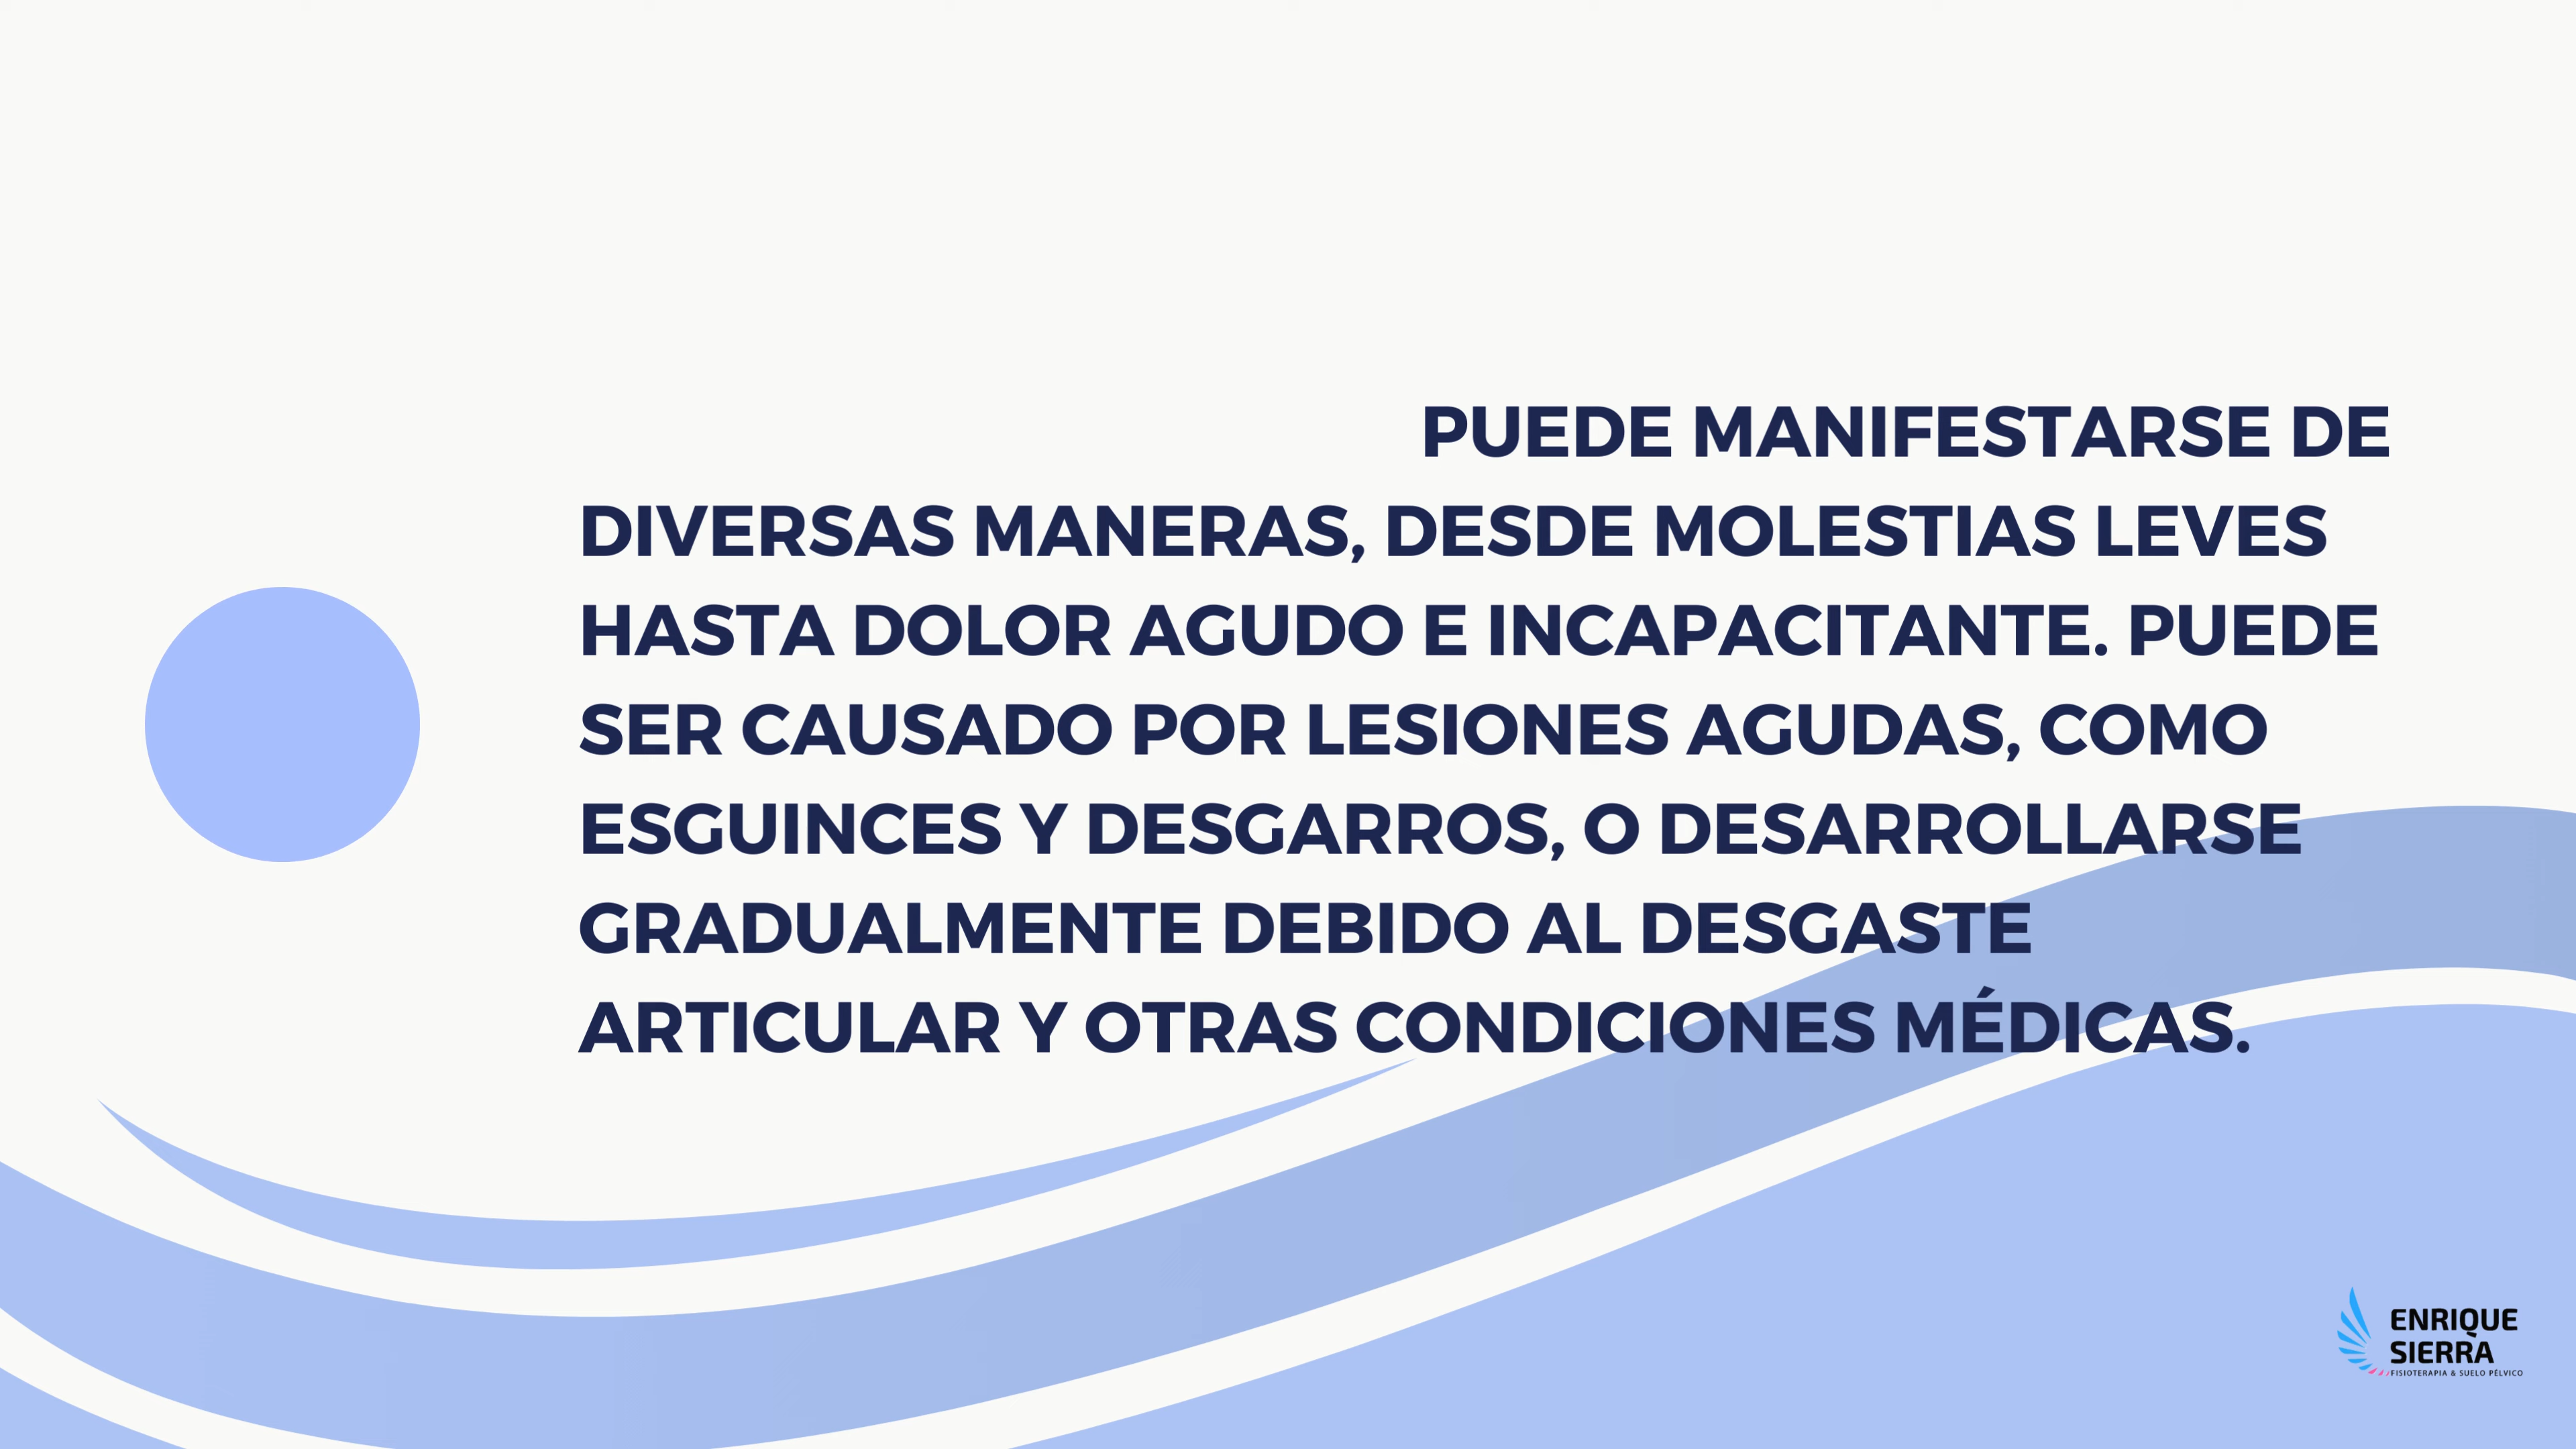 PUEDE MANIFESTARSE DE
DIVERSAS MANERAS, DESDE MOLESTIAS LEVES
HASTA DOLOR AGUDO E INCAPACITANTE. PUEDE
SER CAUSADO POR LESIONES AGUDAS, COMO
ESGUINCES Y DESGARROS, O DESARROLLARSE
GRADUALMENTE DEBIDO AL DESGASTE
ARTICULAR Y OTRAS CONDICIONES MÉDICAS.
ENRIQUE
SIERRA
FISIOTERAPIA & SUELO PÉLVICO